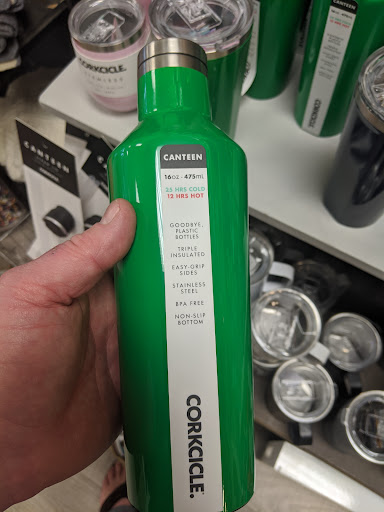 CORKCICLE.
CANTEEN
CANTEEN
16oz · 475ml
25 HRS COLD
12 HRS HOT
GOODBYE,
PLASTIC
BOTTLES
TRIPLE
INSULATED
EASY-GRIP
SIDES
STAINLESS
STEEL
BPA FREE
NON-SLIP
BOTTOM
CORKCICLE.
CANTEEN